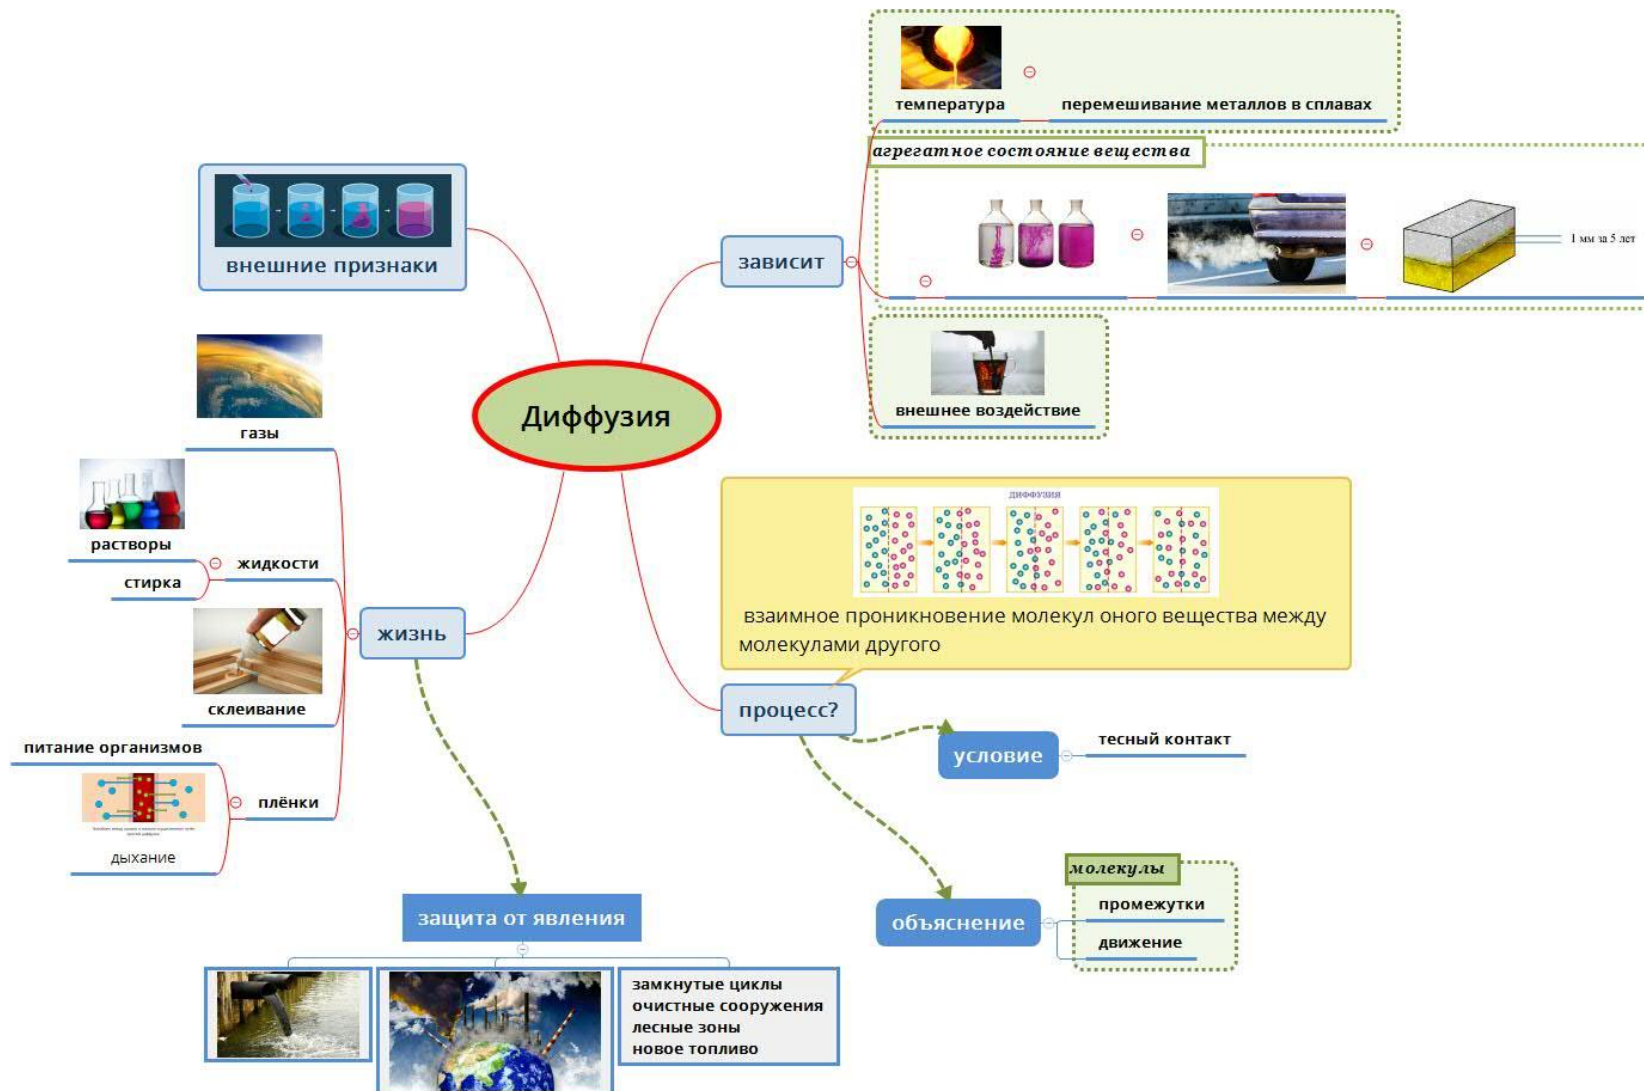 температура
перемешивание металлов в сплавах
агрегатное состояние вещества
1 мм за 5 лет
зависит
внешнее воздействие
внешние признаки
Диффузия
газы
растворы
жидкости
стирка
жизнь
склеивание
питание организмов
плёнки
дыхание
ДИФФУЗИЯ
взаимное проникновение молекул оного вещества между
молекулами другого
процесс?
условие
тесный контакт
молекулы
объяснение
промежутки
движение
защита от явления
замкнутые циклы
очистные сооружения
лесные зоны
новое топливо